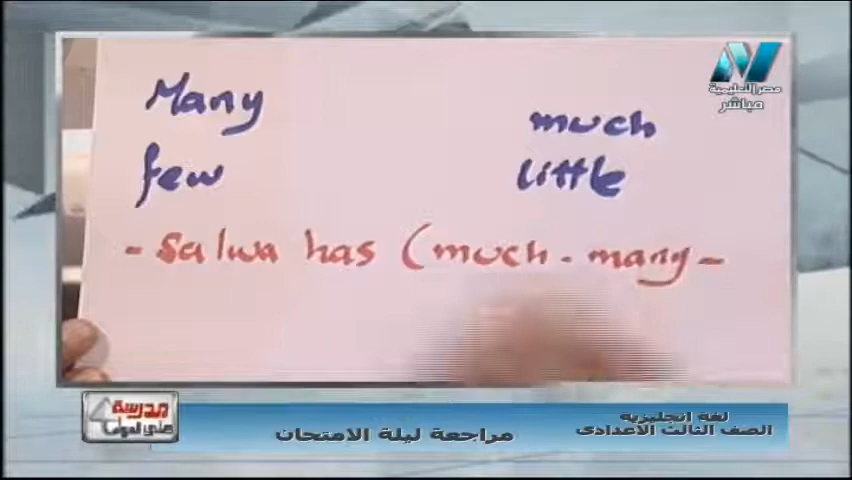 مصر التعليمية
مباشر
Many
much
few
little
- Salwa has (much - many -
مدرسة
على الهواء
لغة انجليزية
الصف الثالث الاعدادى
مراجعة ليلة الامتحان